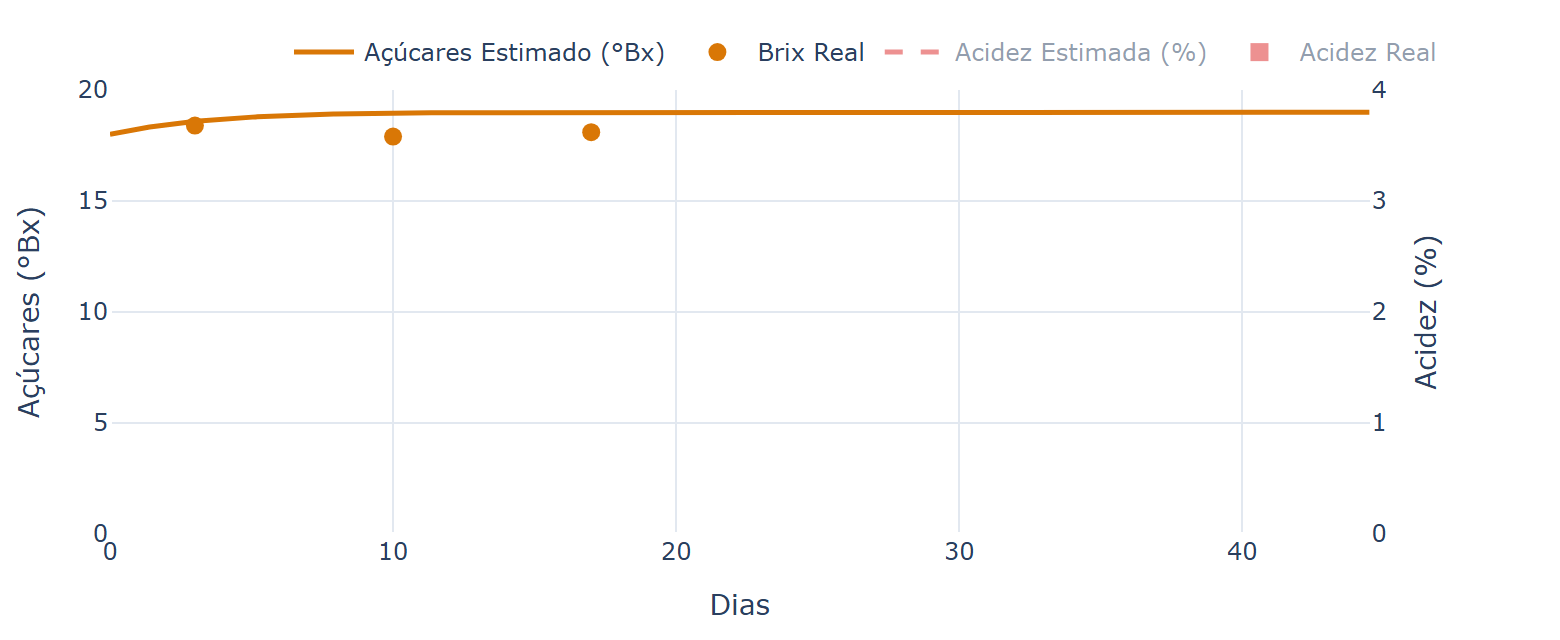 Açúcares Estimado (°Bx) Brix Real Acidez Estimada (%) Acidez Real
20 4
15 3
10 2
5 1
0 0
0 10 20 30 40
Dias
Açúcares (°Bx)
Acidez (%)